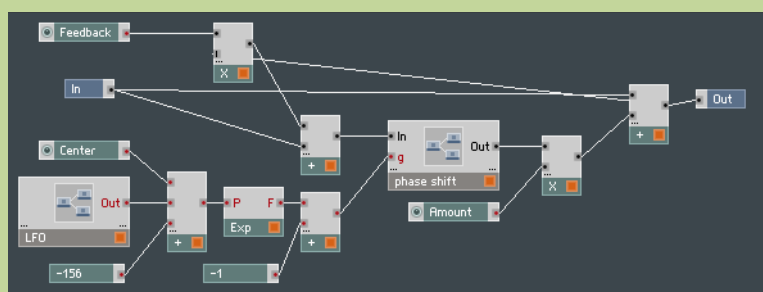 Feedback
X
In
Out
+
Center
In Out
g
phase shift
+
X
Out
P F
LFO
Exp
+
+
Amount
-156
-1